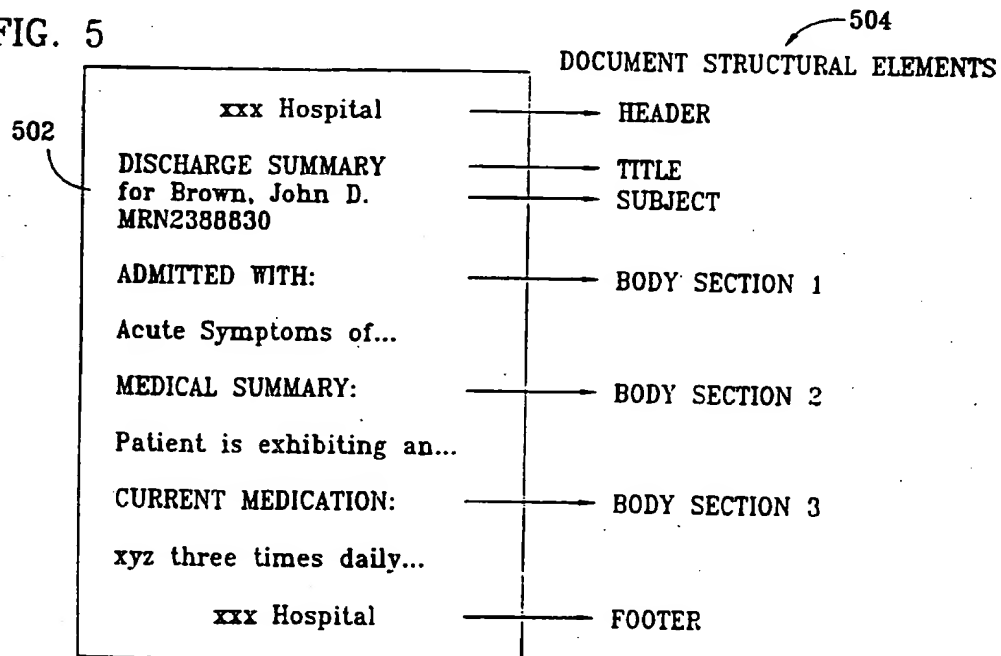 FIG. 5
504
DOCUMENT STRUCTURAL ELEMENTS
502
xxx Hospital HEADER
DISCHARGE SUMMARY TITLE
for Brown, John D. SUBJECT
MRN2388830
ADMITTED WITH: BODY SECTION 1
Acute Symptoms of...
MEDICAL SUMMARY: BODY SECTION 2
Patient is exhibiting an...
CURRENT MEDICATION: BODY SECTION 3
xyz three times daily...
xxx Hospital FOOTER